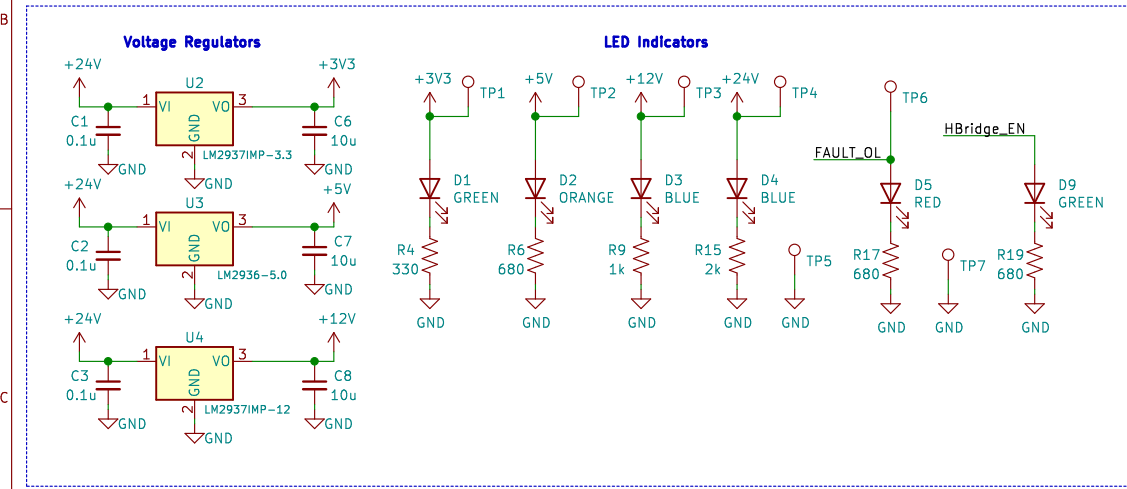 B
C
Voltage Regulators
+24V
+3V3
U2
1
VI
VO
3
GND
2
LM2937IMP-3.3
C1
0.1u
GND
GND
C6
10u
GND
+24V
+5V
U3
1
VI
VO
3
GND
2
LM2936-5.0
C2
0.1u
GND
GND
C7
10u
GND
+24V
+12V
U4
1
VI
VO
3
GND
2
LM2937IMP-12
C3
0.1u
GND
GND
C8
10u
GND
LED Indicators
+3V3
TP1
D1
GREEN
R4
330
GND
+5V
TP2
D2
ORANGE
R6
680
GND
+12V
TP3
D3
BLUE
R9
1k
GND
+24V
TP4
D4
BLUE
R15
2k
GND
TP5
GND
TP6
FAULT_OL
D5
RED
R17
680
GND
TP7
GND
HBridge_EN
D9
GREEN
R19
680
GND